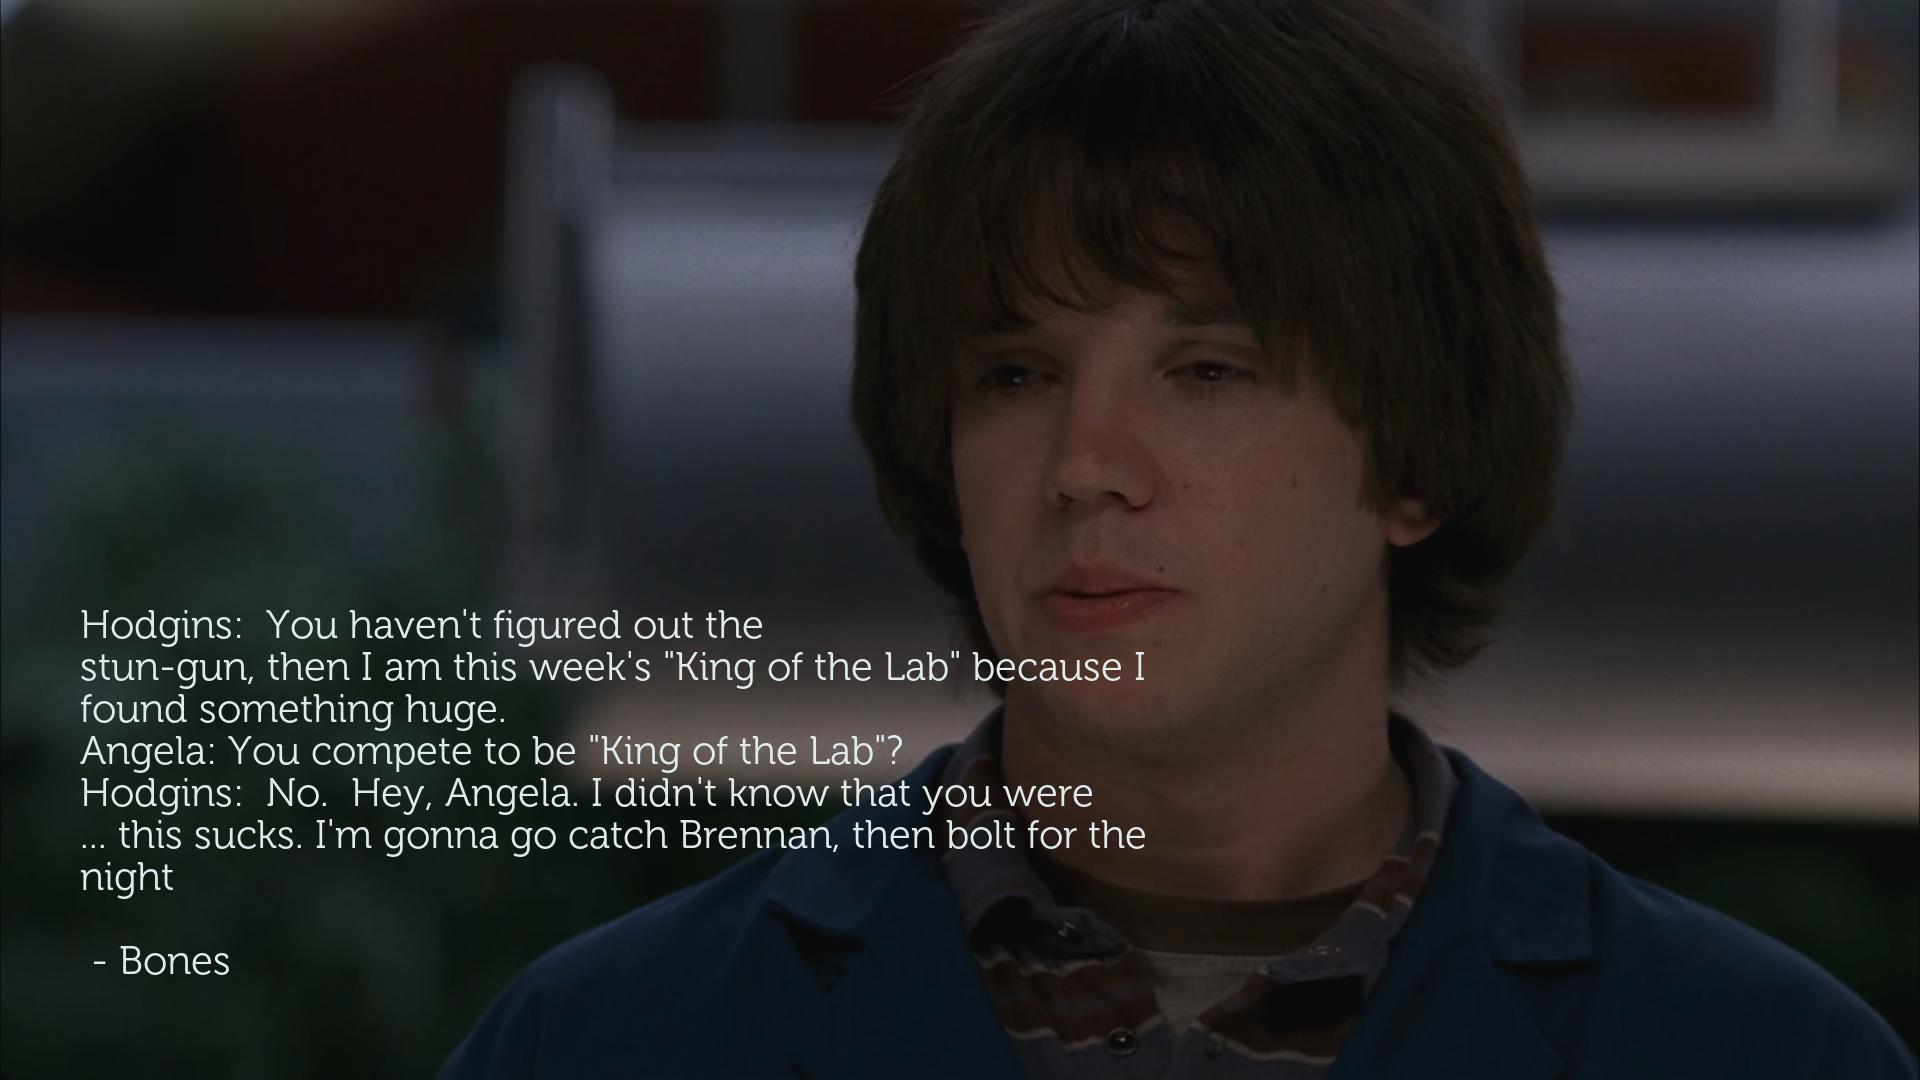 Hodgins:  You haven't figured out the
stun-gun, then I am this week's "King of the Lab" because I
found something huge.
Angela: You compete to be "King of the Lab"?
Hodgins:  No.  Hey, Angela. I didn't know that you were
... this sucks. I'm gonna go catch Brennan, then bolt for the
night
- Bones